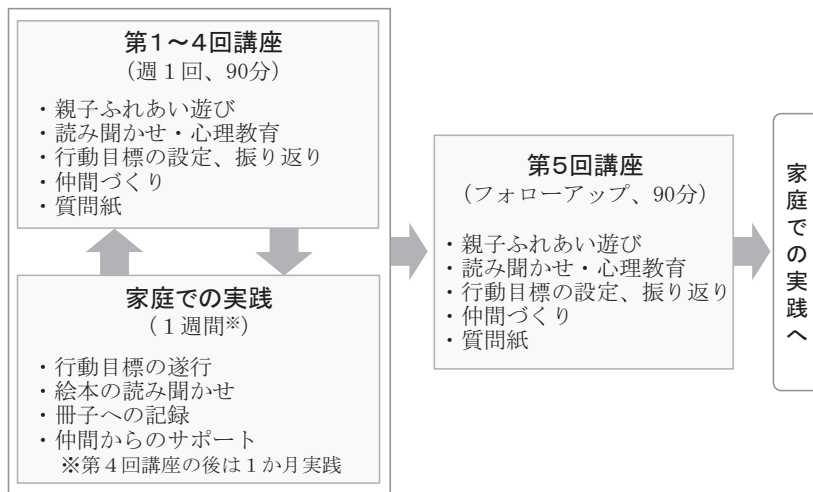 第1～4回講座
（週１回、90分）
・親子ふれあい遊び
・読み聞かせ・心理教育
・行動目標の設定、振り返り
・仲間づくり
・質問紙
家庭での実践
（１週間※）
・行動目標の遂行
・絵本の読み聞かせ
・冊子への記録
・仲間からのサポート
※第４回講座の後は１か月実践
第5回講座
（フォローアップ、90分）
・親子ふれあい遊び
・読み聞かせ・心理教育
・行動目標の設定、振り返り
・仲間づくり
・質問紙
家庭での実践へ